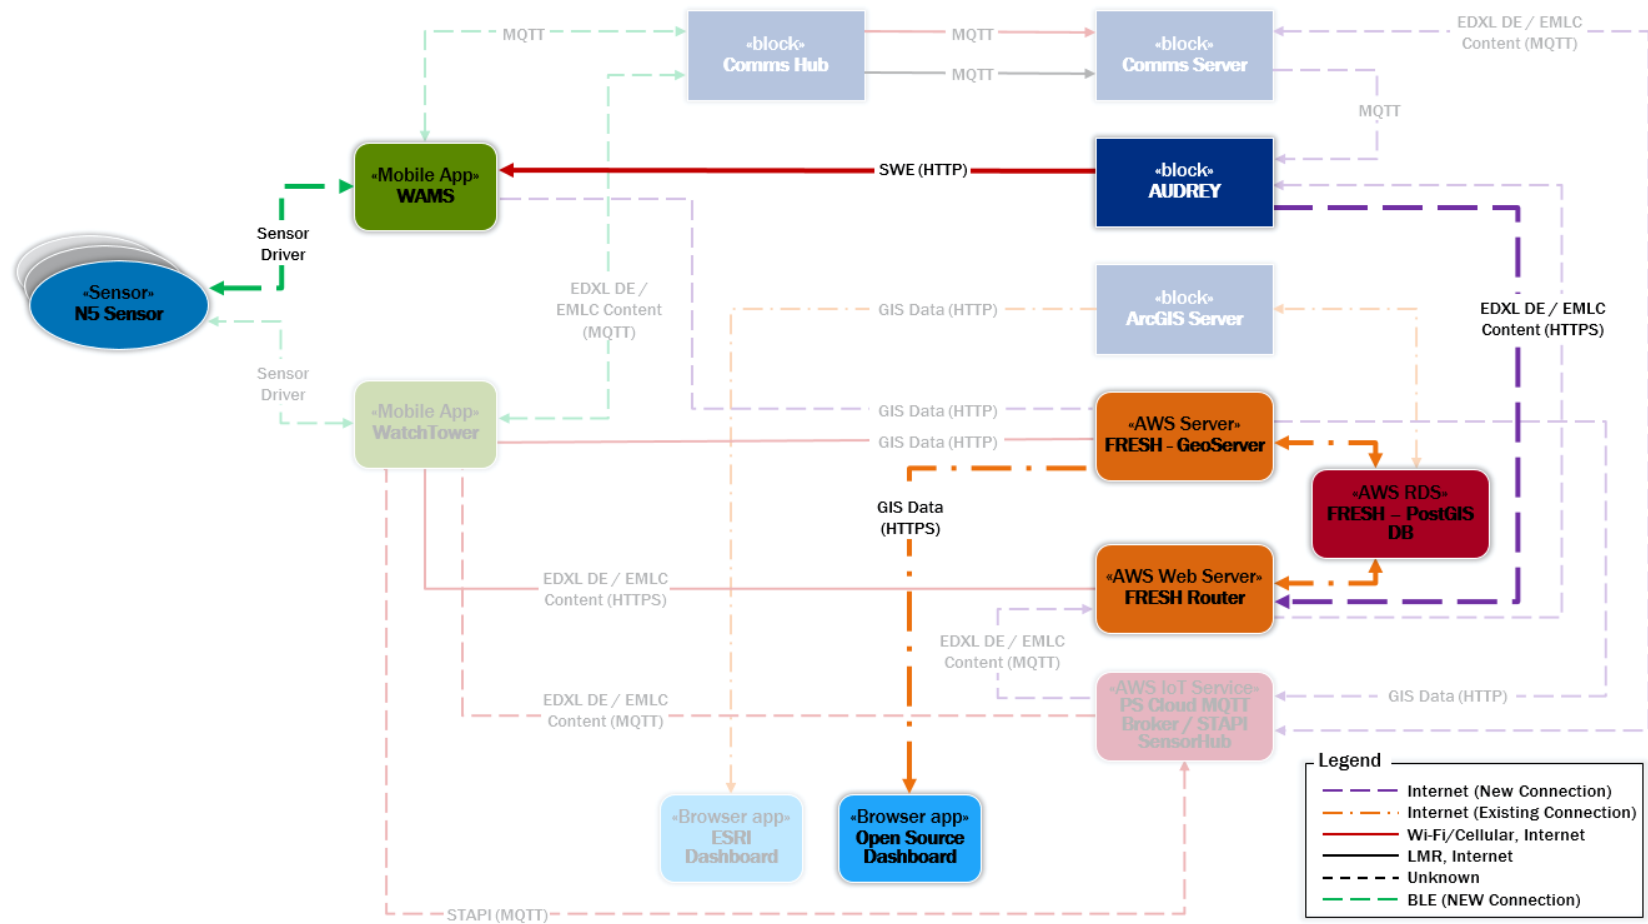 MQTT
«block»
Comms Hub
MQTT
MQTT
«block»
Comms Server
EDXL DE / EMLC
Content (MQTT)
MQTT
«Mobile App»
WAMS
SWE (HTTP)
«block»
AUDREY
Sensor
Driver
«Sensor»
N5 Sensor
EDXL DE /
EMLC Content
(MQTT)
GIS Data (HTTP)
«block»
ArcGIS Server
EDXL DE / EMLC
Content (HTTPS)
Sensor
Driver
«Mobile App»
WatchTower
GIS Data (HTTP)
GIS Data (HTTP)
«AWS Server»
FRESH - GeoServer
GIS Data
(HTTPS)
«AWS RDS»
FRESH – PostGIS
DB
EDXL DE / EMLC
Content (HTTPS)
«AWS Web Server»
FRESH Router
EDXL DE / EMLC
Content (MQTT)
EDXL DE / EMLC
Content (MQTT)
«AWS IoT Service»
PS Cloud MQTT
Broker / STAPI
SensorHub
GIS Data (HTTP)
«Browser app»
ESRI
Dashboard
«Browser app»
Open Source
Dashboard
STAPI (MQTT)
Legend
Internet (New Connection)
Internet (Existing Connection)
Wi-Fi/Cellular, Internet
LMR, Internet
Unknown
BLE (NEW Connection)